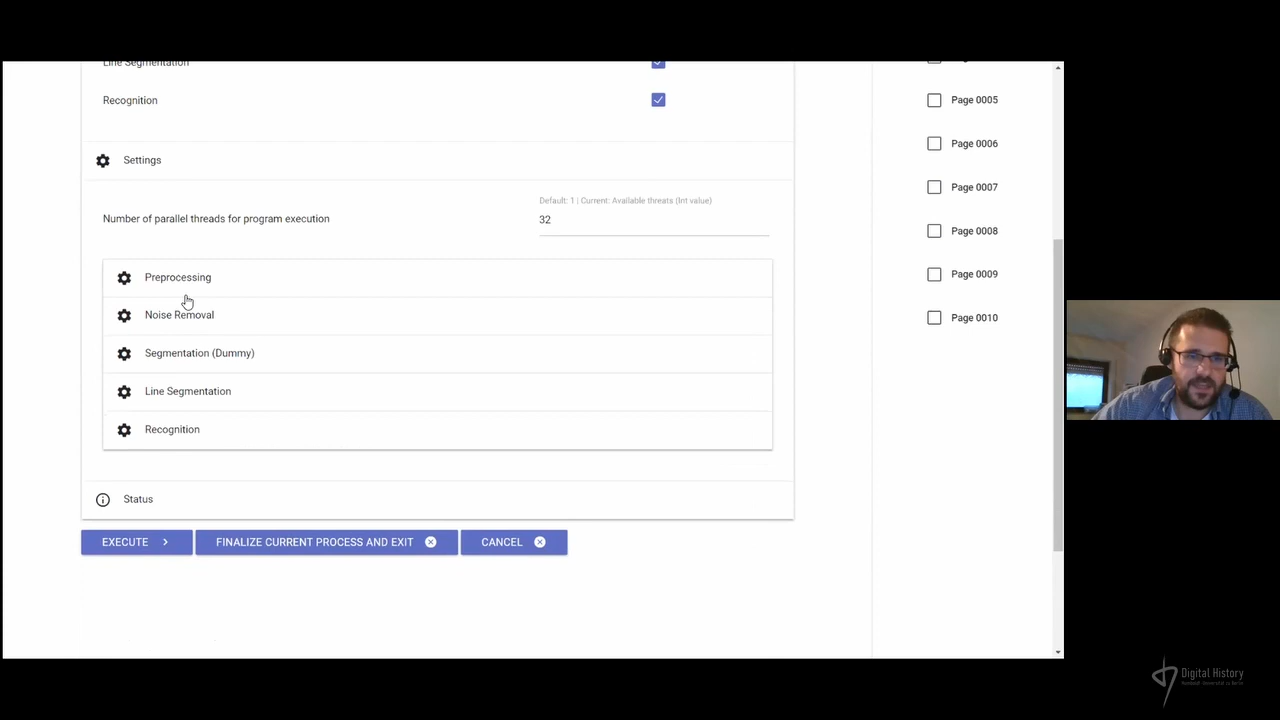 Line Segmentation
Recognition
Settings
Number of parallel threads for program execution
Default: 1 | Current: Available threats (Int value)
32
Preprocessing
Noise Removal
Segmentation (Dummy)
Line Segmentation
Recognition
Status
EXECUTE
FINALIZE CURRENT PROCESS AND EXIT
CANCEL
Page 0005
Page 0006
Page 0007
Page 0008
Page 0009
Page 0010
Digital History